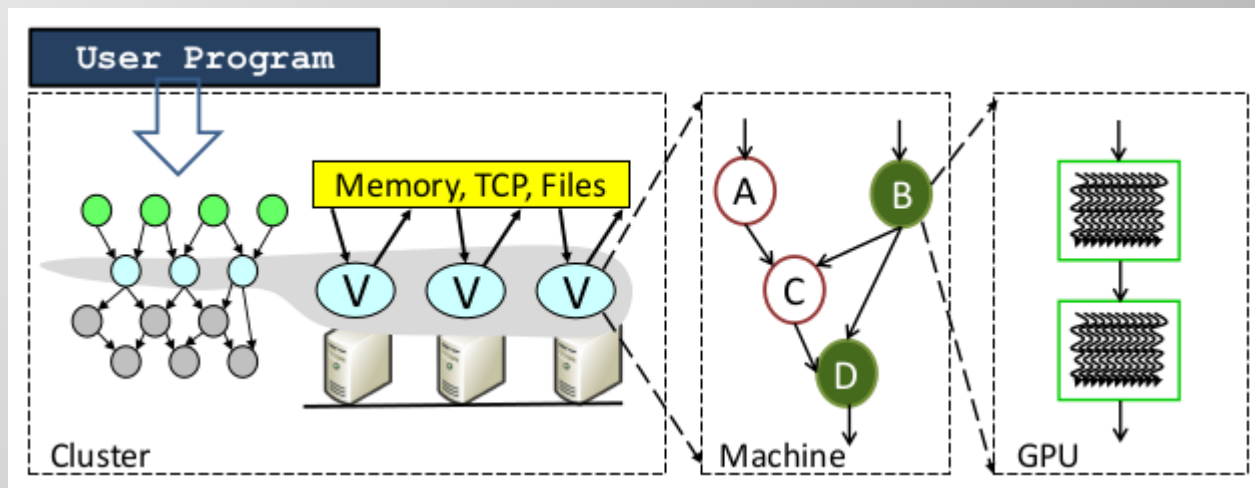 User Program
Memory, TCP, Files
V V V
Cluster
A B
C
D
Machine
GPU